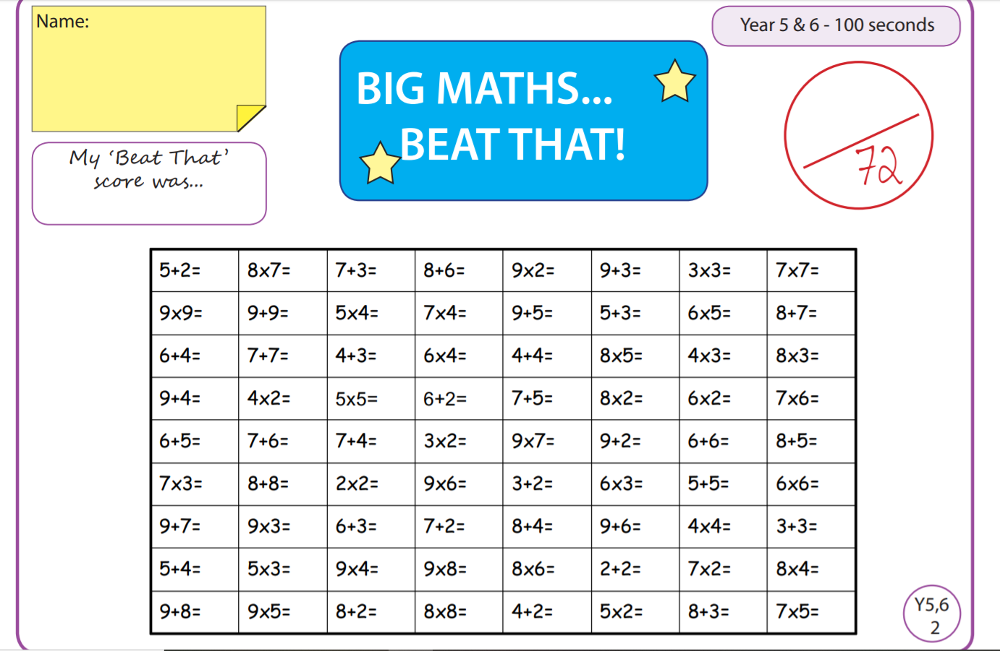 Name:
Year 5 & 6 - 100 seconds
BIG MATHS...
BEAT THAT!
72
My ‘Beat That’
score was...
5+2= 8x7= 7+3= 8+6= 9x2= 9+3= 3x3= 7x7=
9x9= 9+9= 5x4= 7x4= 9+5= 5+3= 6x5= 8+7=
6+4= 7+7= 4+3= 6x4= 4+4= 8x5= 4x3= 8x3=
9+4= 4x2= 5x5= 6+2= 7+5= 8x2= 6x2= 7x6=
6+5= 7+6= 7+4= 3x2= 9x7= 9+2= 6+6= 8+5=
7x3= 8+8= 2x2= 9x6= 3+2= 6x3= 5+5= 6x6=
9+7= 9x3= 6+3= 7+2= 8+4= 9+6= 4x4= 3+3=
5+4= 5x3= 9x4= 9x8= 8x6= 2+2= 7x2= 8x4=
9+8= 9x5= 8+2= 8x8= 4+2= 5x2= 8+3= 7x5=
Y5,6
2